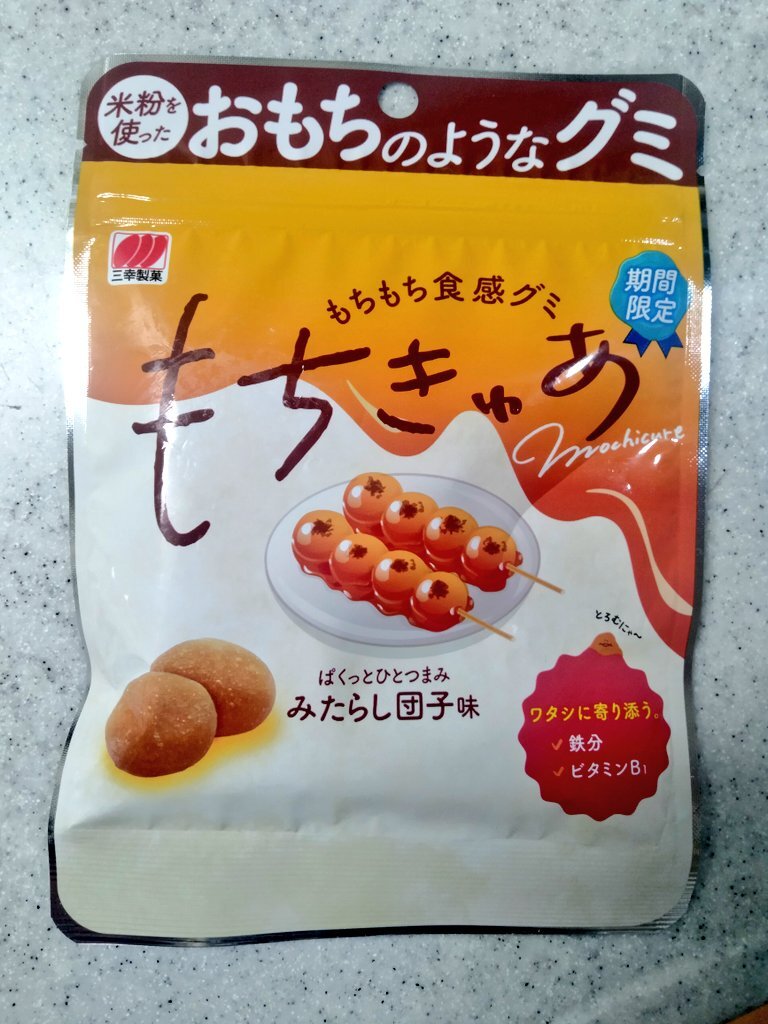 米粉を
使った
おもちのようなグミ
三幸製菓
期間
限定
もちもち食感グミ
もちきゅあ
mochicure
とろむにゃ〜
ぱくっとひとつまみ
みたらし団子味
ワタシに寄り添う。
✓ 鉄分
✓ ビタミンB1